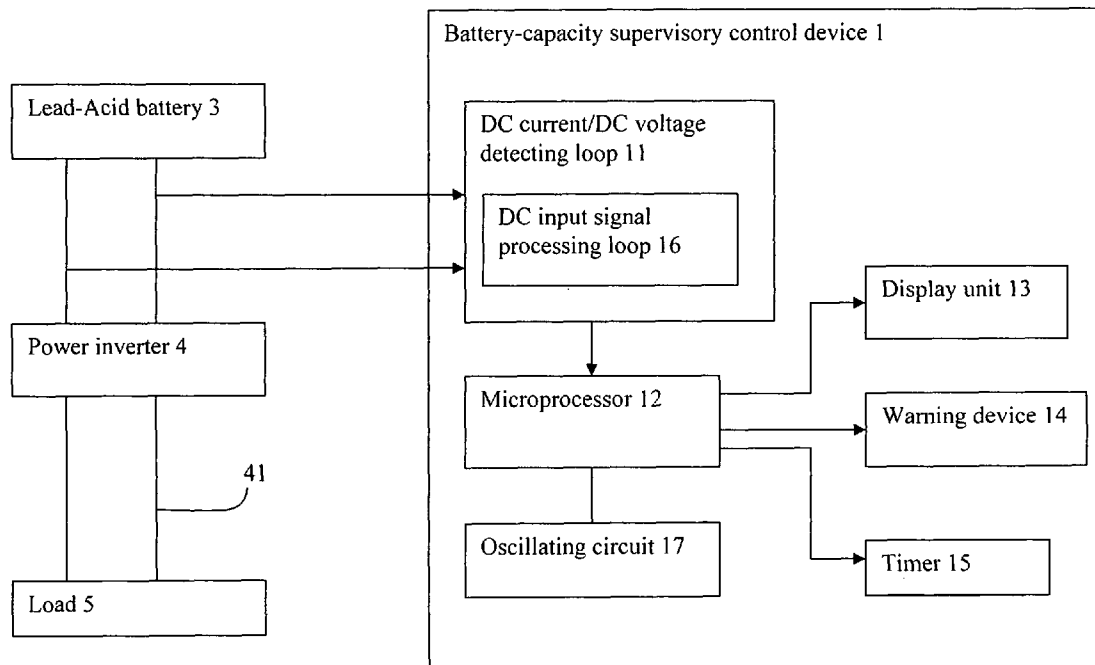 Battery-capacity supervisory control device 1
Lead-Acid battery 3
DC current/DC voltage
detecting loop 11
DC input signal
processing loop 16
Display unit 13
Power inverter 4
Microprocessor 12
Warning device 14
41
Oscillating circuit 17
Timer 15
Load 5